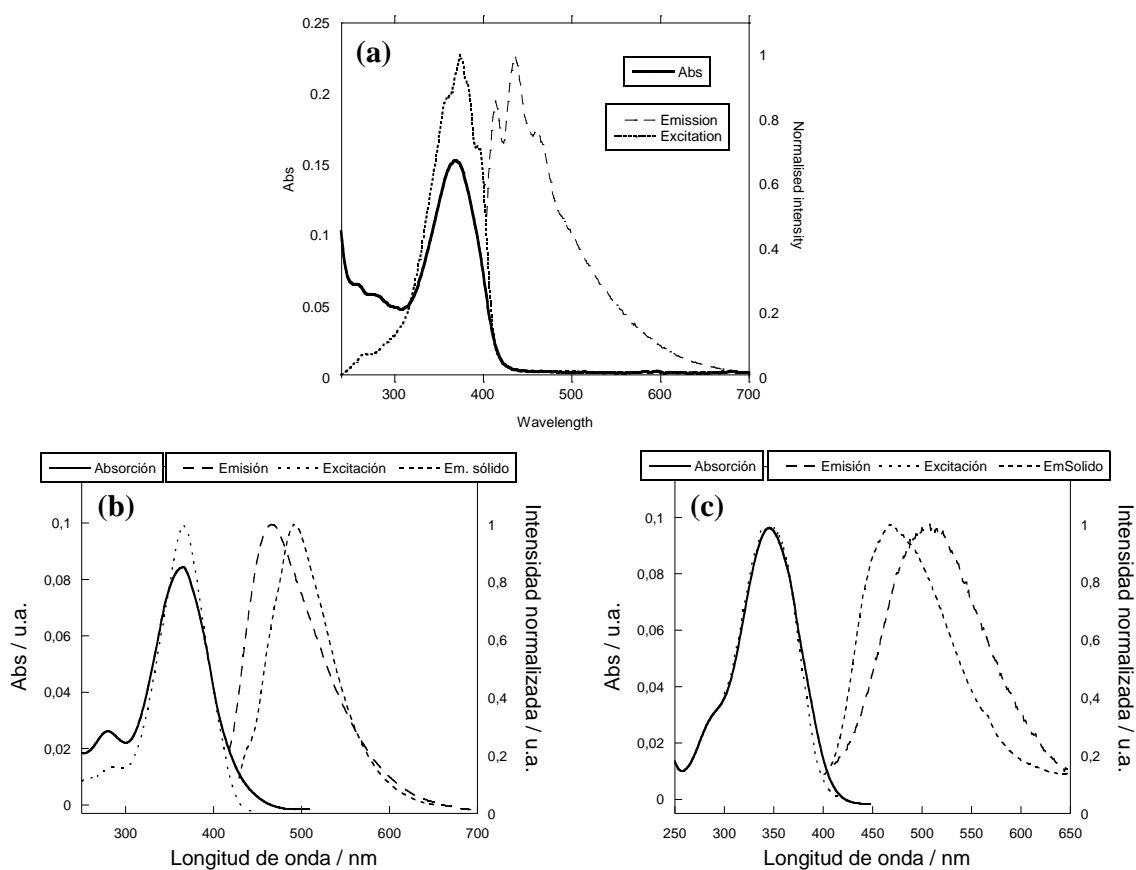 (a)
Abs
Emission
Excitation
0.25
0.2
0.15
0.1
0.05
0
Abs
1
0.8
0.6
0.4
0.2
0
Normalised intensity
300 400 500 600 700
Wavelength
Absorción Emisión Excitación Em. sólido
(b)
0,1
0,08
0,06
0,04
0,02
0
Abs / u.a.
1
0,8
0,6
0,4
0,2
0
Intensidad normalizada / u.a.
300 400 500 600 700
Longitud de onda / nm
Absorción Emisión Excitación EmSolido
(c)
0,1
0,08
0,06
0,04
0,02
0
Abs / u.a.
1
0,8
0,6
0,4
0,2
0
Intensidad normalizada / u.a.
250 300 350 400 450 500 550 600 650
Longitud de onda / nm